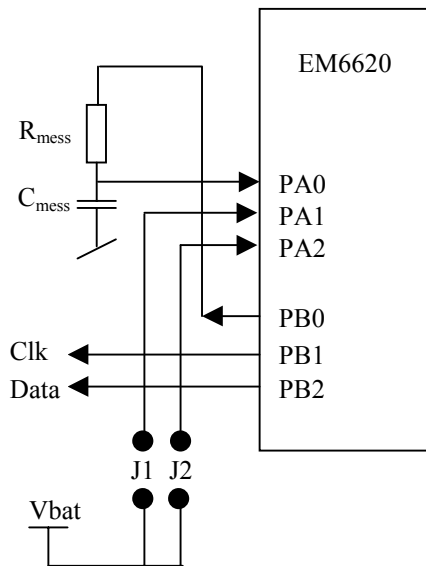 EM6620
Rmess
Cmess
PA0
PA1
PA2
PB0
Clk
PB1
Data
PB2
J1 J2
Vbat